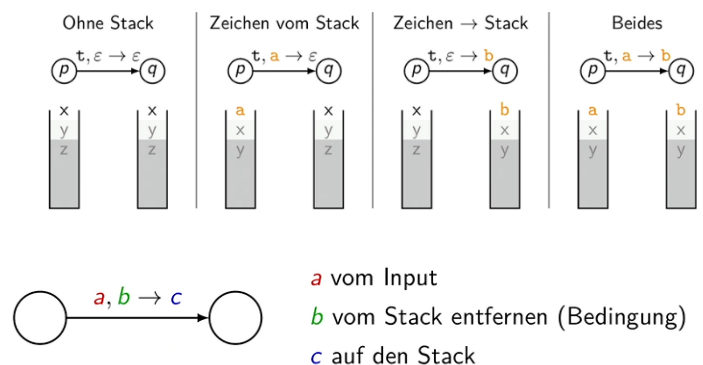 Ohne Stack
Zeichen vom Stack
Zeichen → Stack
Beides
t, ε → ε
t, a → ε
t, ε → b
t, a → b
p q p q p q p q
x x a x x b a b
y y x y y x x x
z z y z z y y y
a, b → c
a vom Input
b vom Stack entfernen (Bedingung)
c auf den Stack